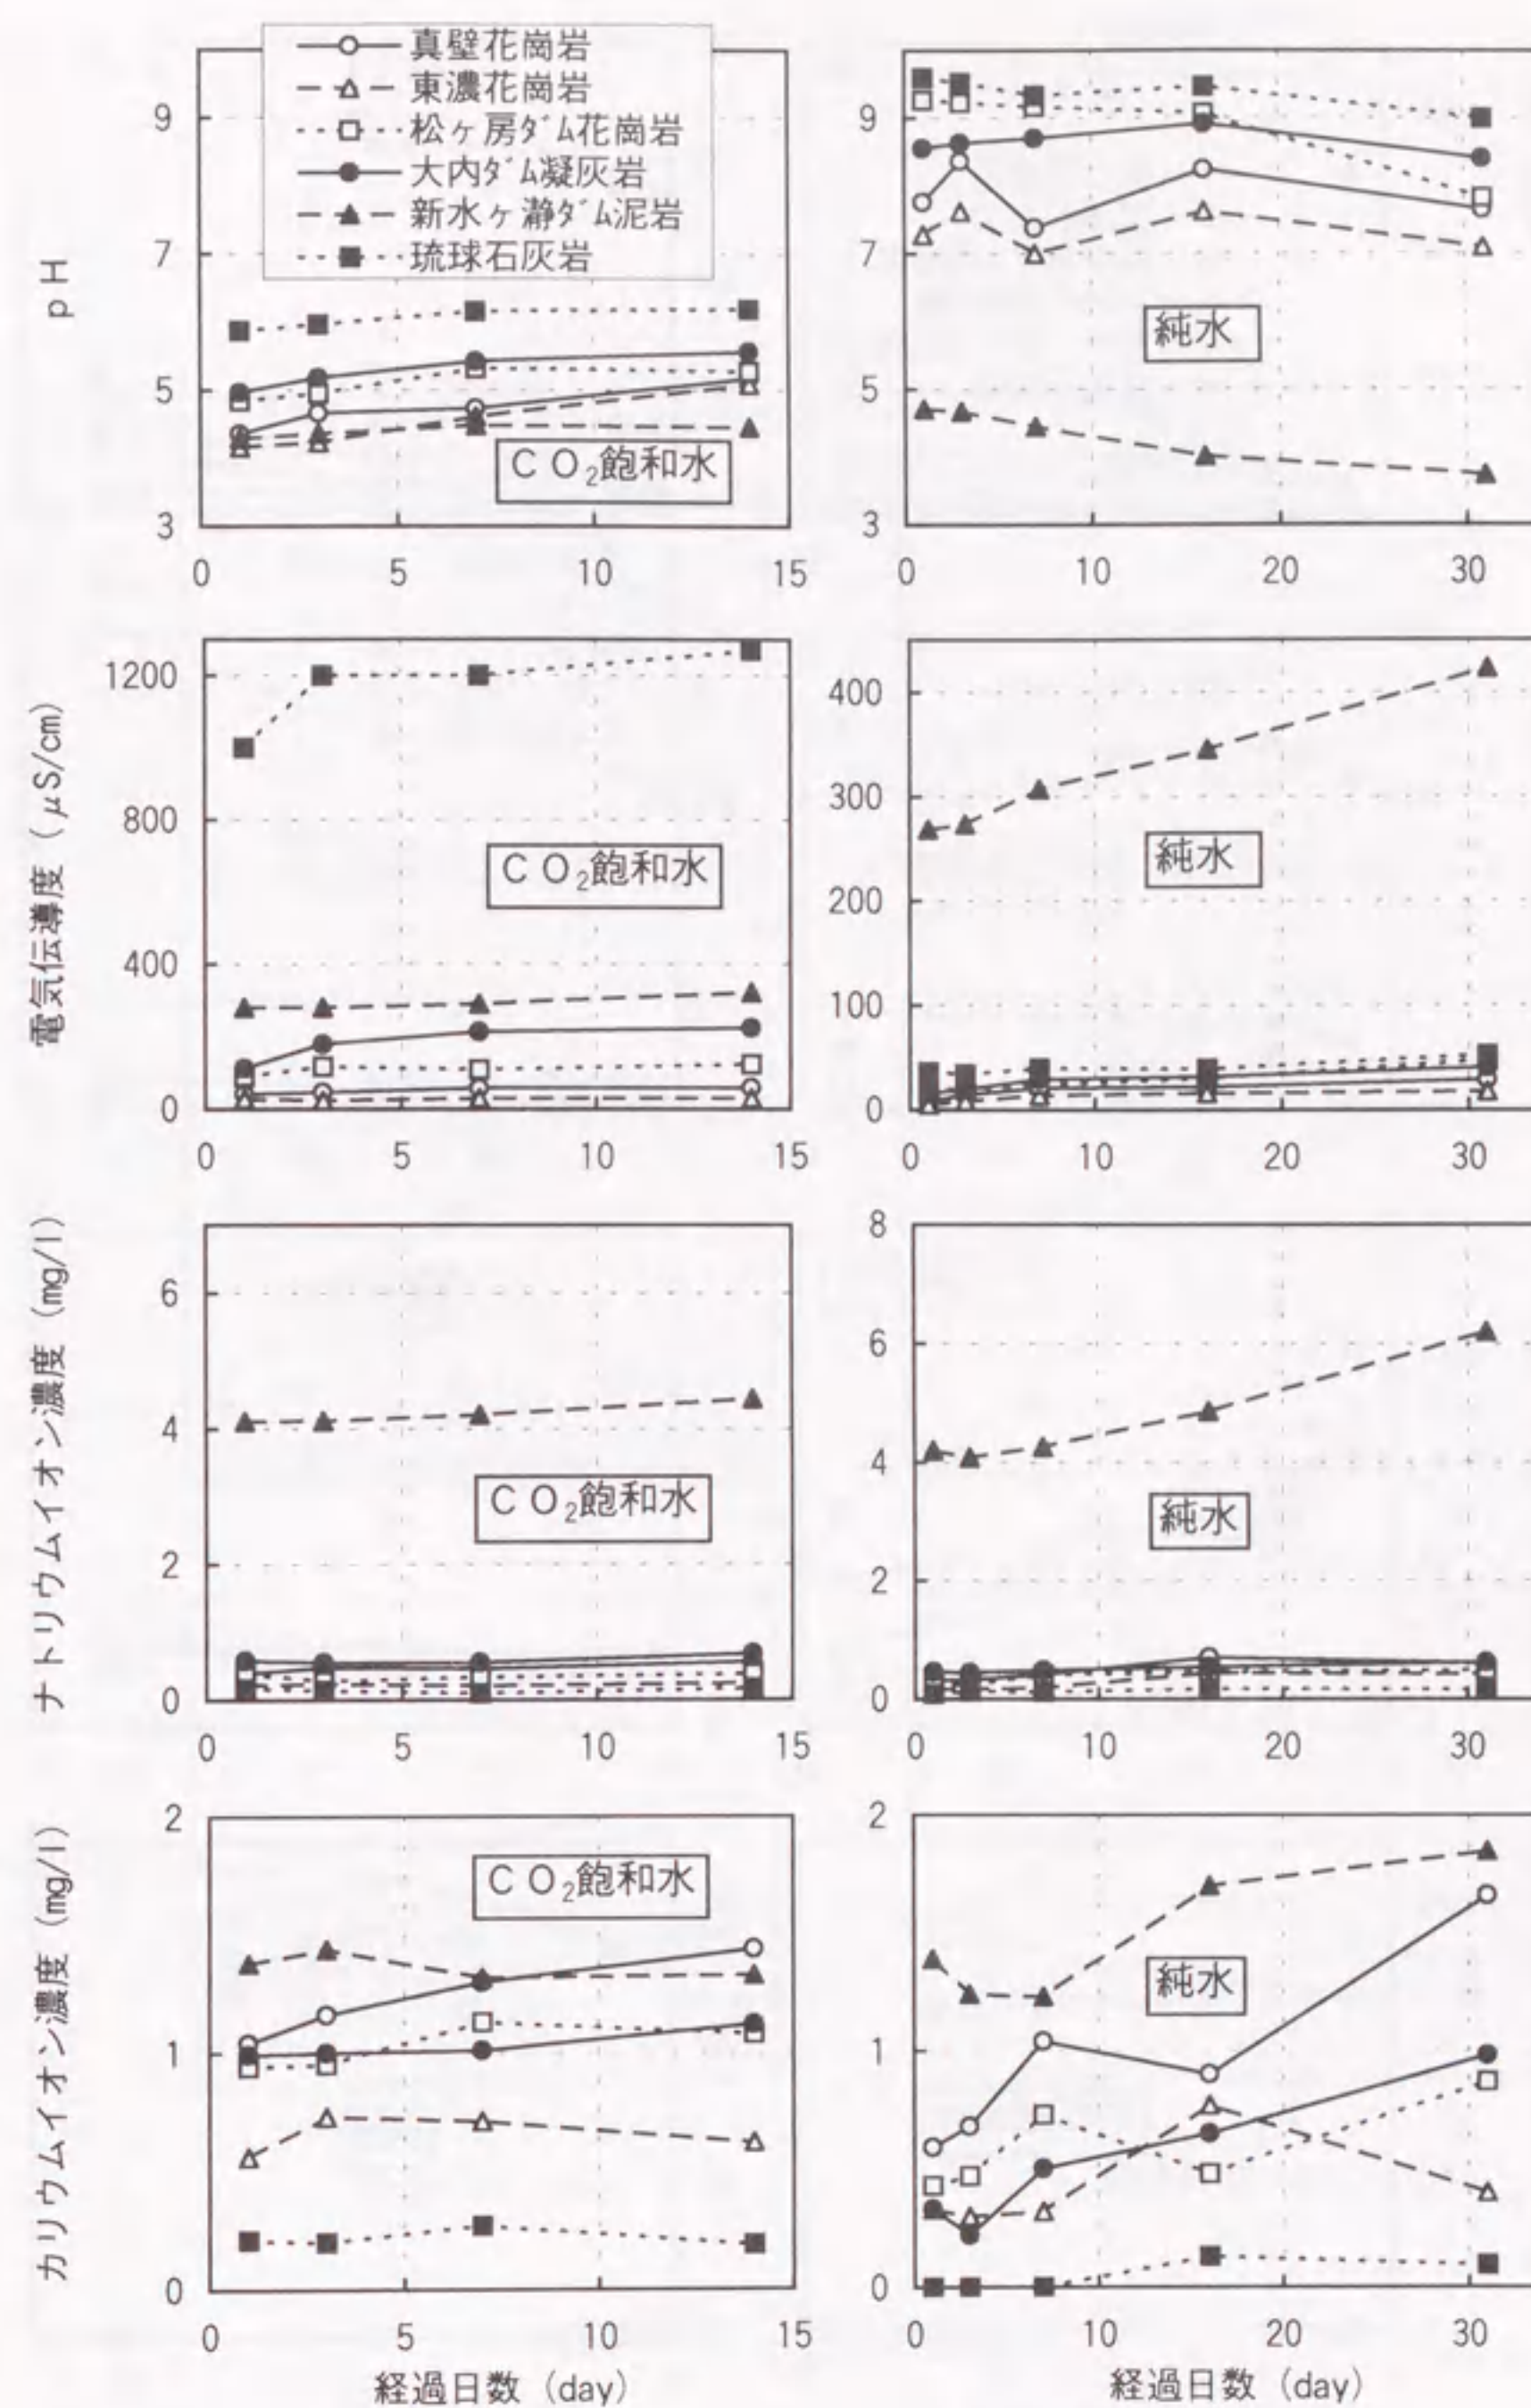 真壁花崗岩
東濃花崗岩
松ヶ房ダム花崗岩
大内ダム凝灰岩
新水ヶ瀞ダム泥岩
琉球石灰岩
pH
9
7
5
3
0 5 10 15
CO₂飽和水
9
7
5
3
0 10 20 30
純水
電気伝導度 (μS/cm)
1200
800
400
0
0 5 10 15
CO₂飽和水
400
300
200
100
0
0 10 20 30
純水
ナトリウムイオン濃度 (mg/l)
6
4
2
0
0 5 10 15
CO₂飽和水
8
6
4
2
0
0 10 20 30
純水
カリウムイオン濃度 (mg/l)
2
1
0
0 5 10 15
CO₂飽和水
経過日数 (day)
2
1
0
0 10 20 30
純水
経過日数 (day)